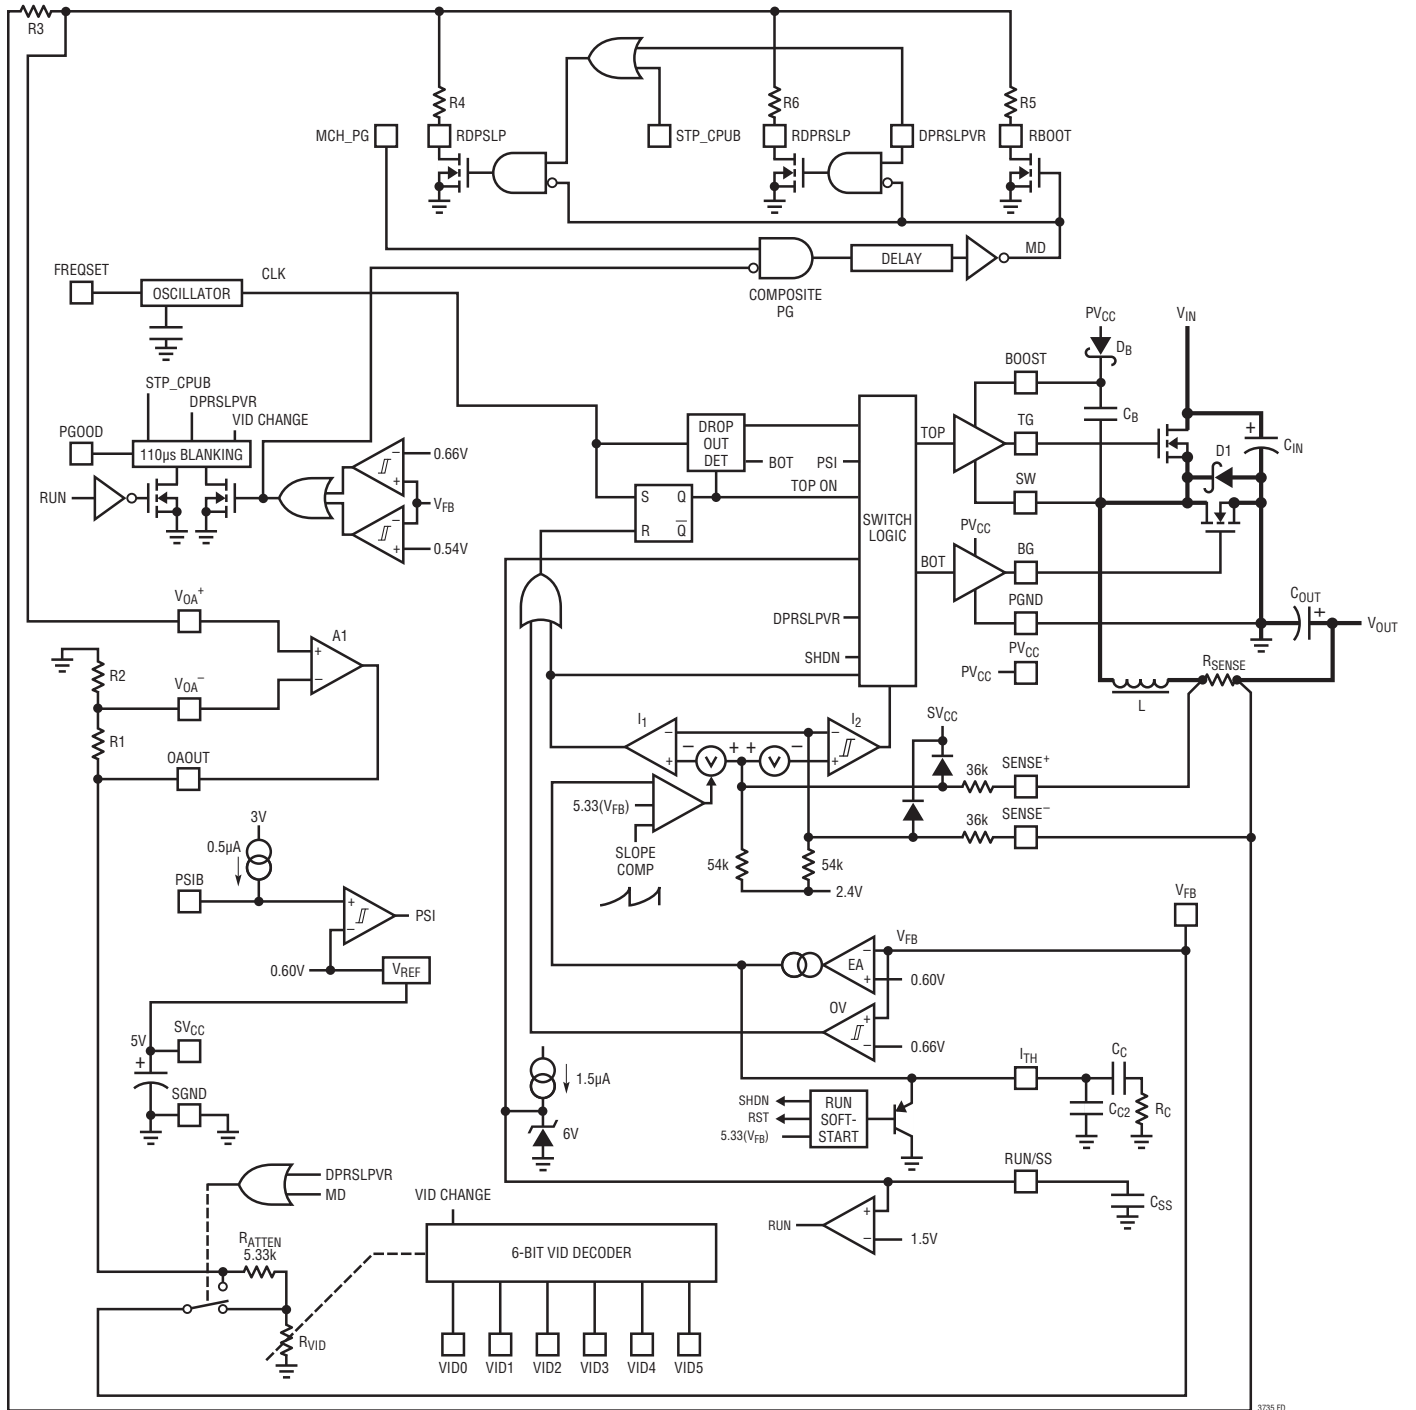 R3
R4
R6
R5
MCH_PG
RDPSLP
STP_CPUB
RDPRSLP
DPRSLPVR
RBOOT
MD
DELAY
COMPOSITE
PG
FREQSET
CLK
OSCILLATOR
STP_CPUB
DPRSLPVR
VID CHANGE
PGOOD
110µs BLANKING
RUN
–
+
0.66V
VFB
–
+
0.54V
DROP
OUT
DET
BOT
PSI
TOP ON
S Q
R Q̅
SWITCH
LOGIC
TOP
BOT
DPRSLPVR
SHDN
PVCC
DB
VIN
BOOST
CB
TG
SW
D1
+
CIN
PVCC
BG
PGND
COUT
+
VOUT
PVCC
PVCC
RSENSE
L
VOA+
A1
+
–
R2
VOA–
R1
OAOUT
I1
–
+
– + + –
V V
I2
–
+
SVCC
36k
SENSE+
36k
SENSE–
5.33(VFB)
SLOPE
COMP
54k
54k
2.4V
3V
0.5µA
PSIB
+
–
PSI
0.60V
VREF
VFB
VFB
–
EA
+
0.60V
OV
+
–
0.66V
5V
SVCC
+
SGND
1.5µA
6V
ITH
CC
CC2
RC
SHDN
RST
5.33(VFB)
RUN
SOFT-
START
RUN/SS
CSS
RUN
+
–
1.5V
DPRSLPVR
MD
RATTEN
5.33k
RVID
VID CHANGE
6-BIT VID DECODER
VID0 VID1 VID2 VID3 VID4 VID5
3735 FD